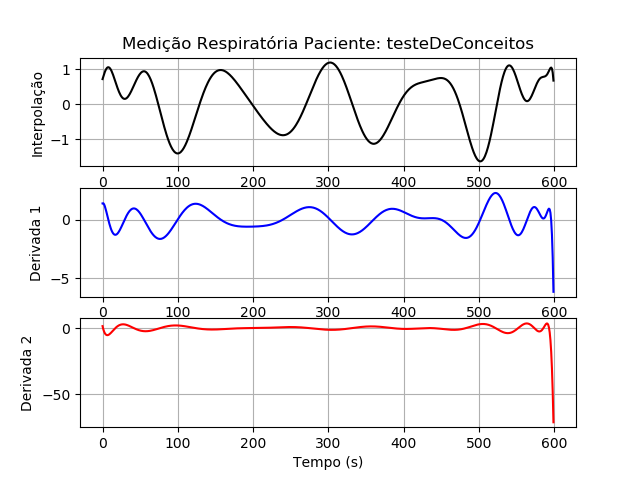 Medição Respiratória Paciente: testeDeConceitos
Interpolação
1
0
−1
0 100 200 300 400 500 600
Derivada 1
0
−5
0 100 200 300 400 500 600
Derivada 2
0
−50
0 100 200 300 400 500 600
Tempo (s)